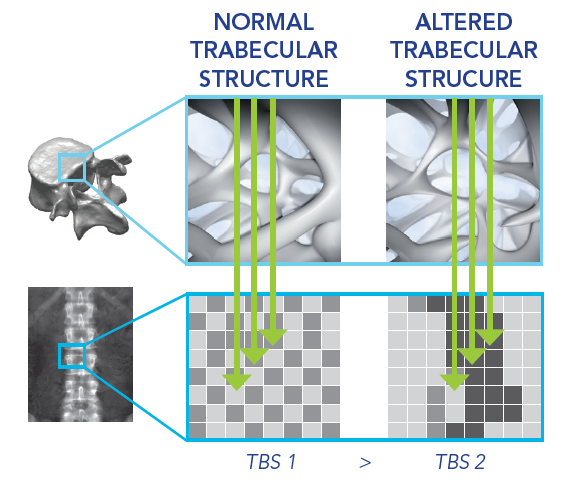 NORMAL
TRABECULAR
STRUCTURE
ALTERED
TRABECULAR
STRUCURE
TBS 1 > TBS 2